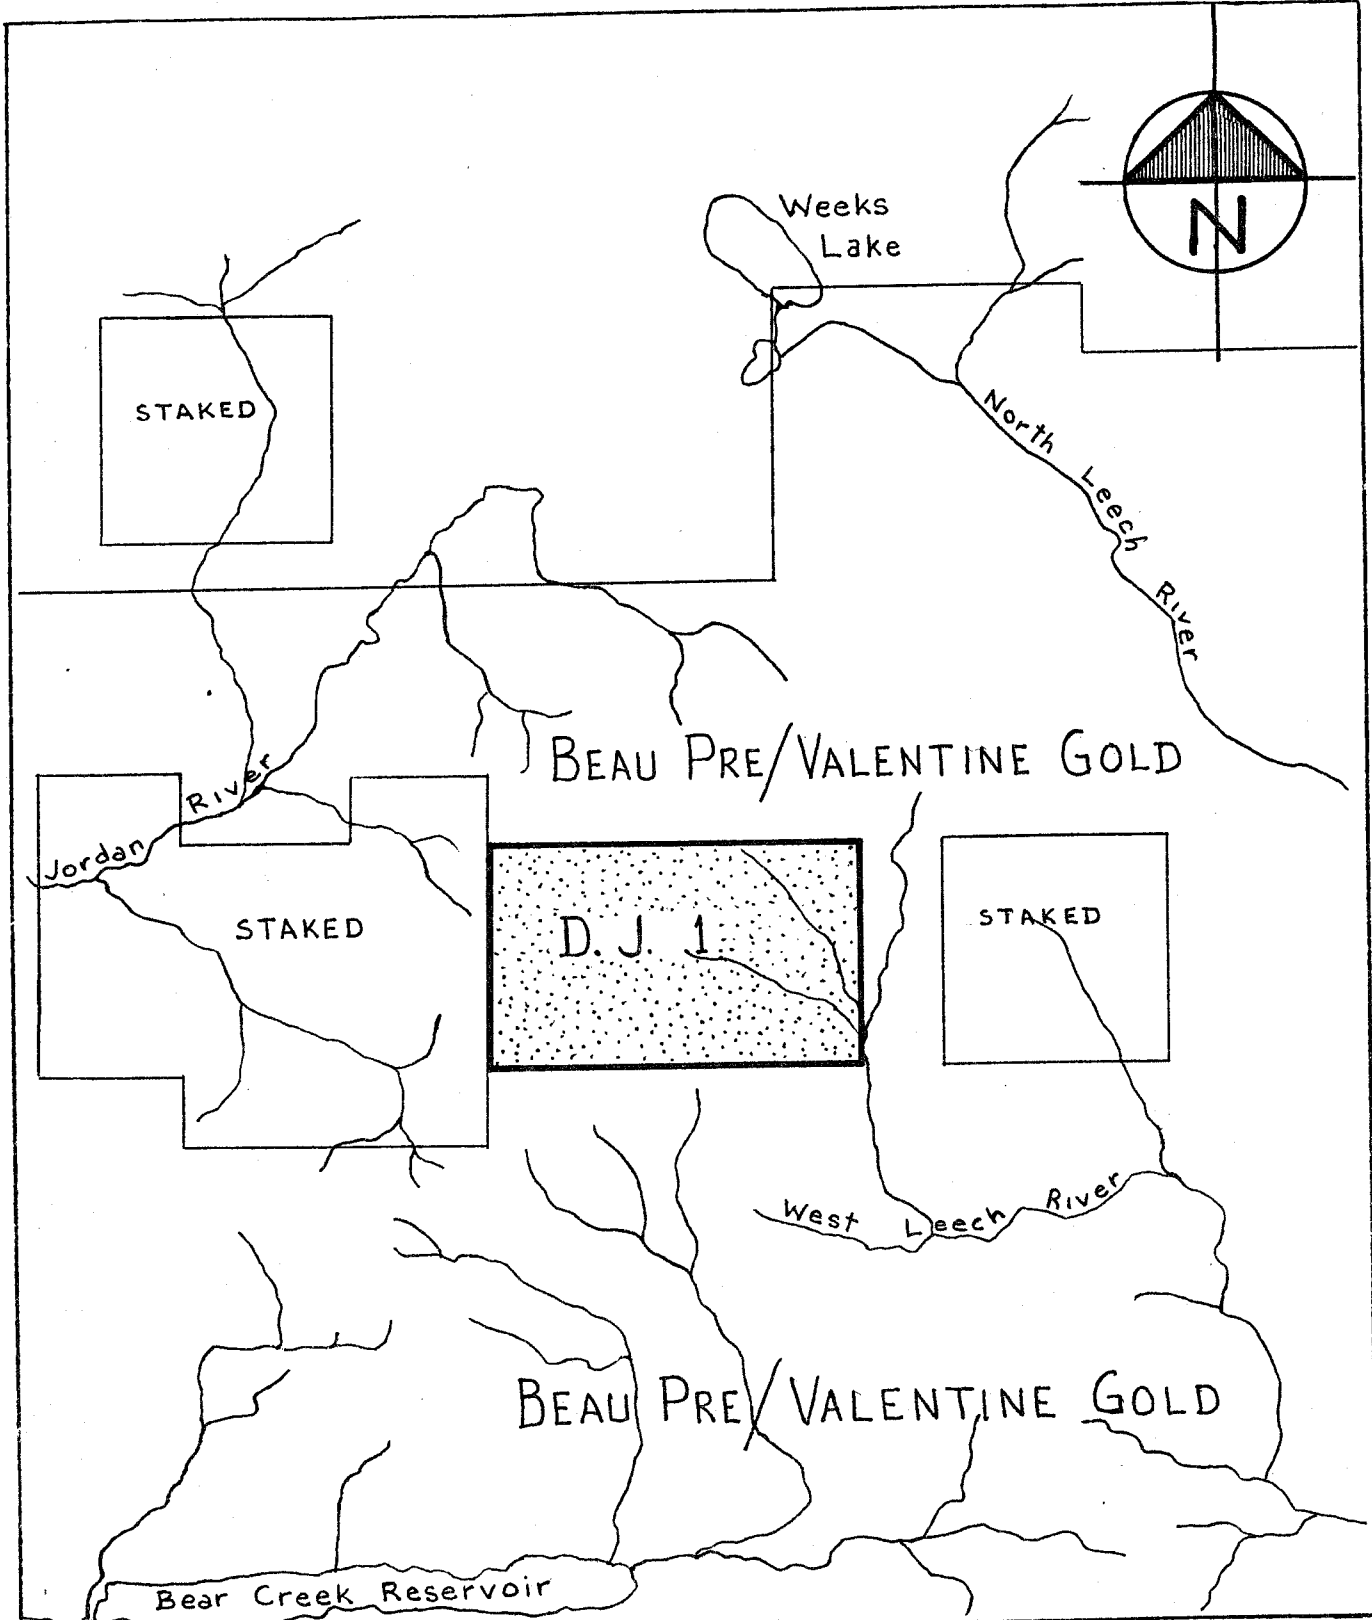 Weeks
Lake
N
STAKED
North Leech River
BEAU PRE/VALENTINE GOLD
Jordan River
STAKED
D. J. 1
STAKED
West Leech River
BEAU PRE/VALENTINE GOLD
Bear Creek Reservoir